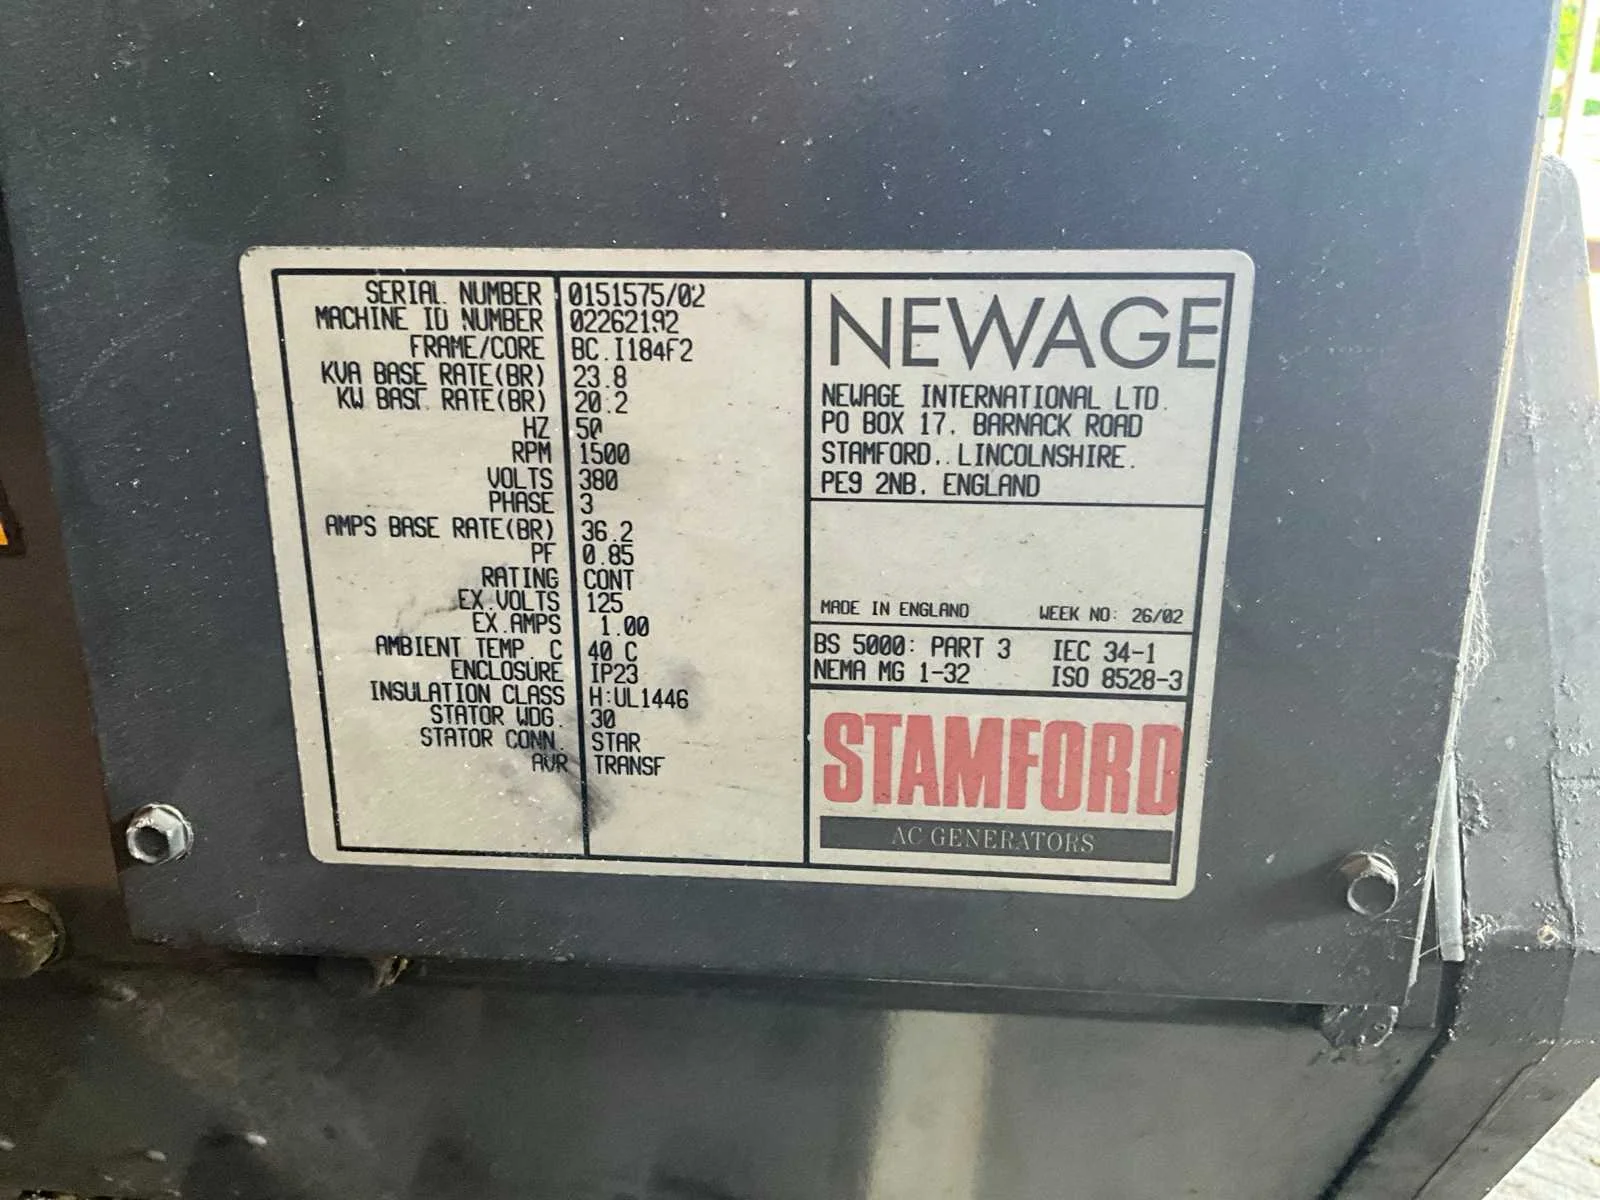 SERIAL NUMBER 0151575/02
MACHINE ID NUMBER 02262192
FRAME/CORE BC.I184F2
KVA BASE RATE(BR) 23.8
KW BASE RATE(BR) 20.2
HZ 50
RPM 1500
VOLTS 380
PHASE 3
AMPS BASE RATE(BR) 36.2
PF 0.85
RATING CONT
EX.VOLTS 125
EX.AMPS 1.00
AMBIENT TEMP. C 40 C
ENCLOSURE IP23
INSULATION CLASS H:UL1446
STATOR WDG. 30
STATOR CONN. STAR
AVR TRANSF
NEWAGE
NEWAGE INTERNATIONAL LTD.
PO BOX 17. BARNACK ROAD
STAMFORD,.LINCOLNSHIRE.
PE9 2NB. ENGLAND
MADE IN ENGLAND WEEK NO: 26/02
BS 5000: PART 3 IEC 34-1
NEMA MG 1-32 ISO 8528-3
STAMFORD
AC GENERATORS